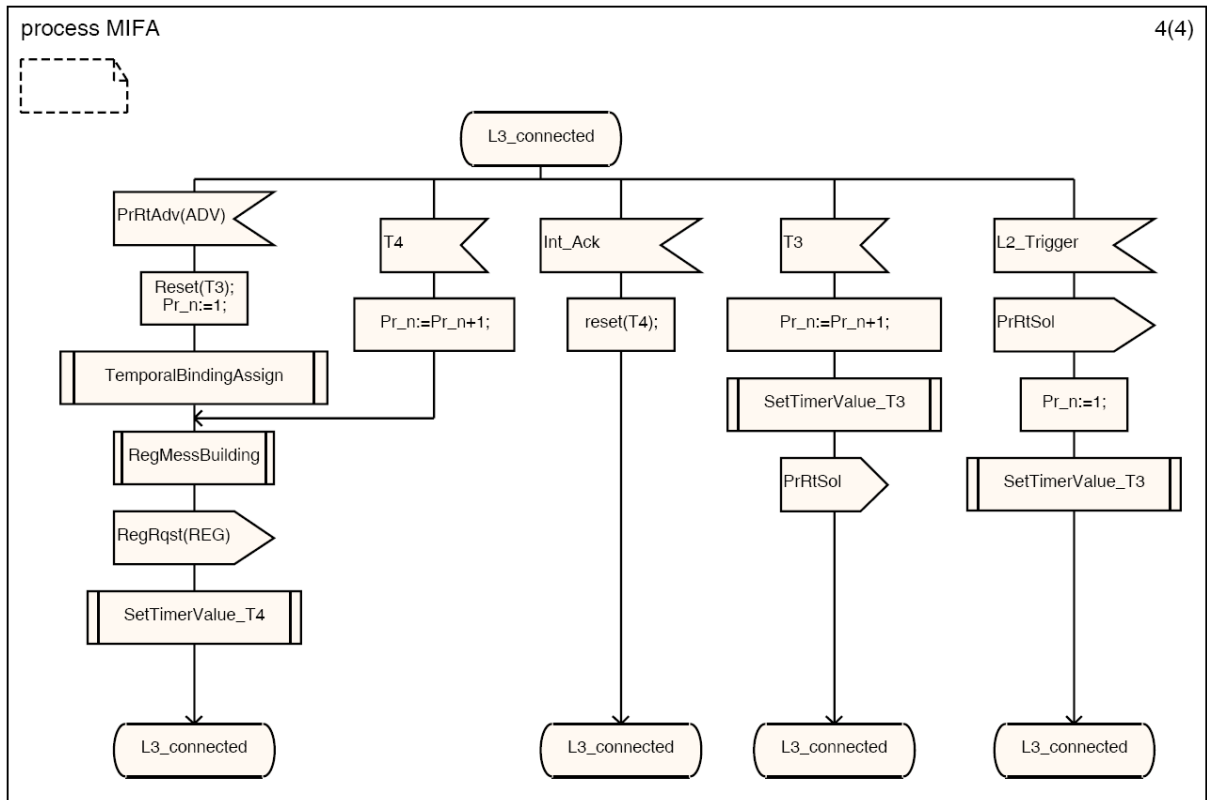 process MIFA
4(4)
L3_connected
PrRtAdv(ADV)
Reset(T3);
Pr_n:=1;
TemporalBindingAssign
RegMessBuilding
RegRqst(REG)
SetTimerValue_T4
L3_connected
T4
Pr_n:=Pr_n+1;
Int_Ack
reset(T4);
L3_connected
T3
Pr_n:=Pr_n+1;
SetTimerValue_T3
PrRtSol
L3_connected
L2_Trigger
PrRtSol
Pr_n:=1;
SetTimerValue_T3
L3_connected